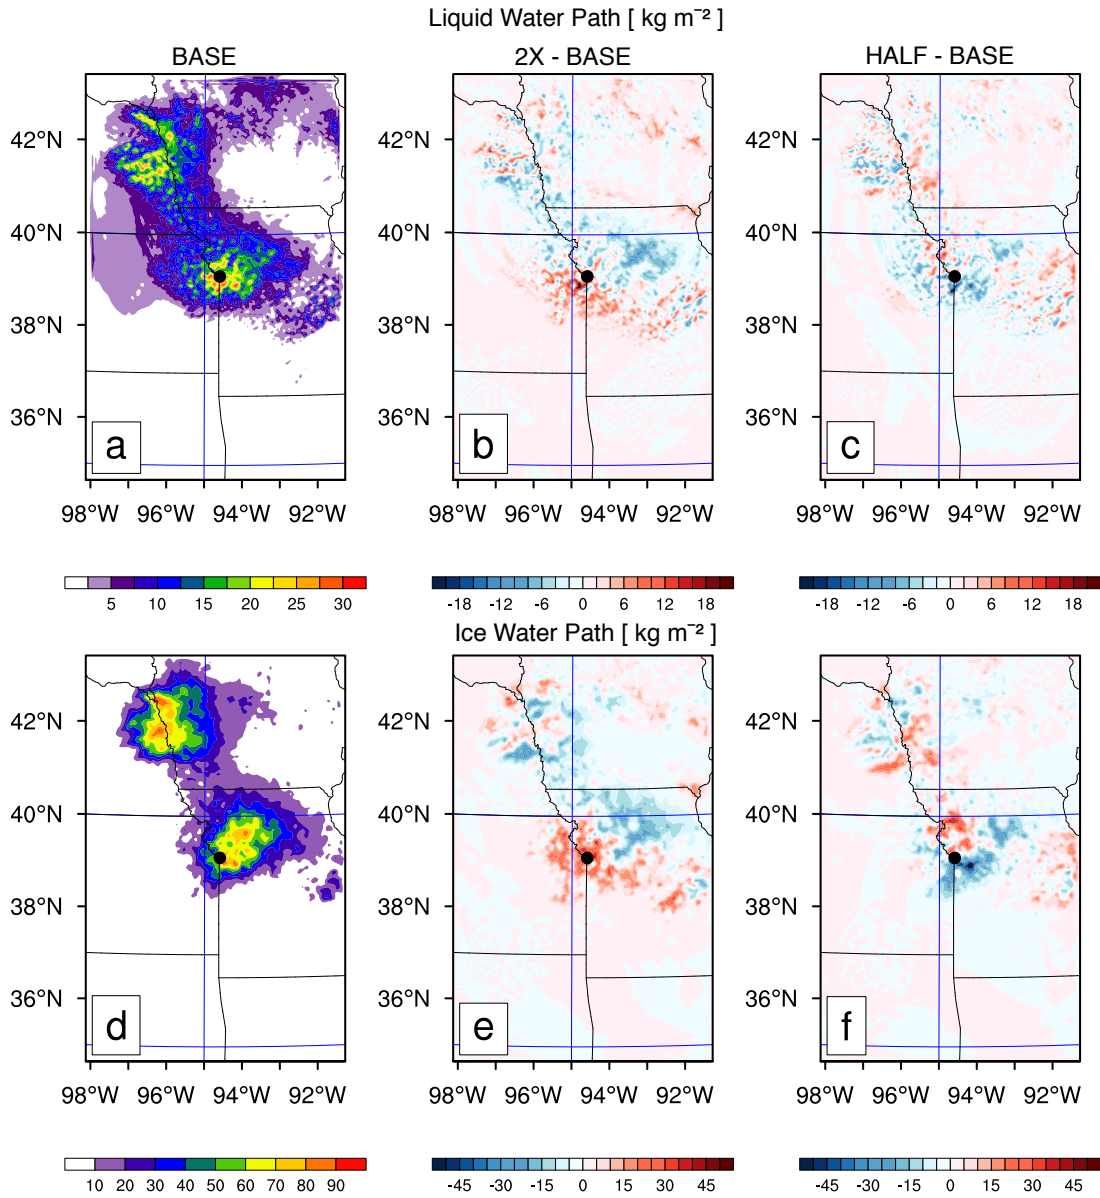 Liquid Water Path [ kg m⁻² ]
BASE 2X - BASE HALF - BASE
42°N 42°N 42°N
40°N 40°N 40°N
38°N 38°N 38°N
36°N 36°N 36°N
a b c
98°W 96°W 94°W 92°W 98°W 96°W 94°W 92°W 98°W 96°W 94°W 92°W
5 10 15 20 25 30 -18 -12 -6 0 6 12 18 -18 -12 -6 0 6 12 18
Ice Water Path [ kg m⁻² ]
42°N 42°N 42°N
40°N 40°N 40°N
38°N 38°N 38°N
36°N 36°N 36°N
d e f
98°W 96°W 94°W 92°W 98°W 96°W 94°W 92°W 98°W 96°W 94°W 92°W
10 20 30 40 50 60 70 80 90 -45 -30 -15 0 15 30 45 -45 -30 -15 0 15 30 45